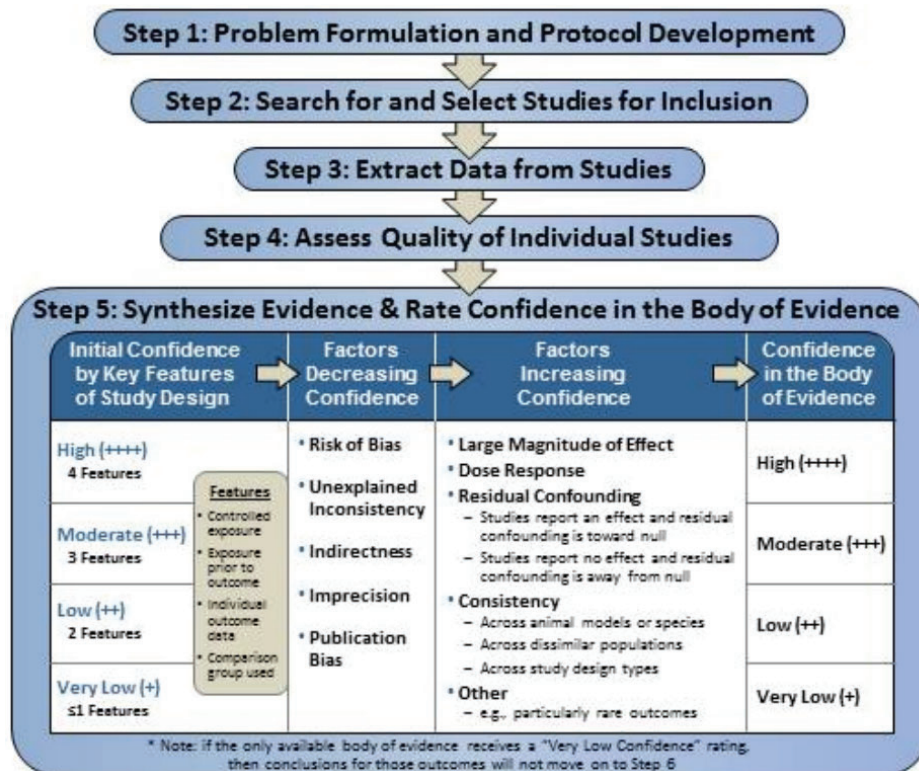 Step 1: Problem Formulation and Protocol Development
Step 2: Search for and Select Studies for Inclusion
Step 3: Extract Data from Studies
Step 4: Assess Quality of Individual Studies
Step 5: Synthesize Evidence & Rate Confidence in the Body of Evidence
Initial Confidence
by Key Features
of Study Design
Factors
Decreasing
Confidence
Factors
Increasing
Confidence
Confidence
in the Body
of Evidence
High (++++)
4 Features
Moderate (+++)
3 Features
Low (++)
2 Features
Very Low (+)
≤1 Features
Features
• Controlled
exposure
• Exposure
prior to
outcome
• Individual
outcome
data
• Comparison
group used
• Risk of Bias
• Unexplained
Inconsistency
• Indirectness
• Imprecision
• Publication
Bias
• Large Magnitude of Effect
• Dose Response
• Residual Confounding
– Studies report an effect and residual
confounding is toward null
– Studies report no effect and residual
confounding is away from null
• Consistency
– Across animal models or species
– Across dissimilar populations
– Across study design types
• Other
– e.g., particularly rare outcomes
High (++++)
Moderate (+++)
Low (++)
Very Low (+)
* Note: if the only available body of evidence receives a "Very Low Confidence" rating,
then conclusions for those outcomes will not move on to Step 6